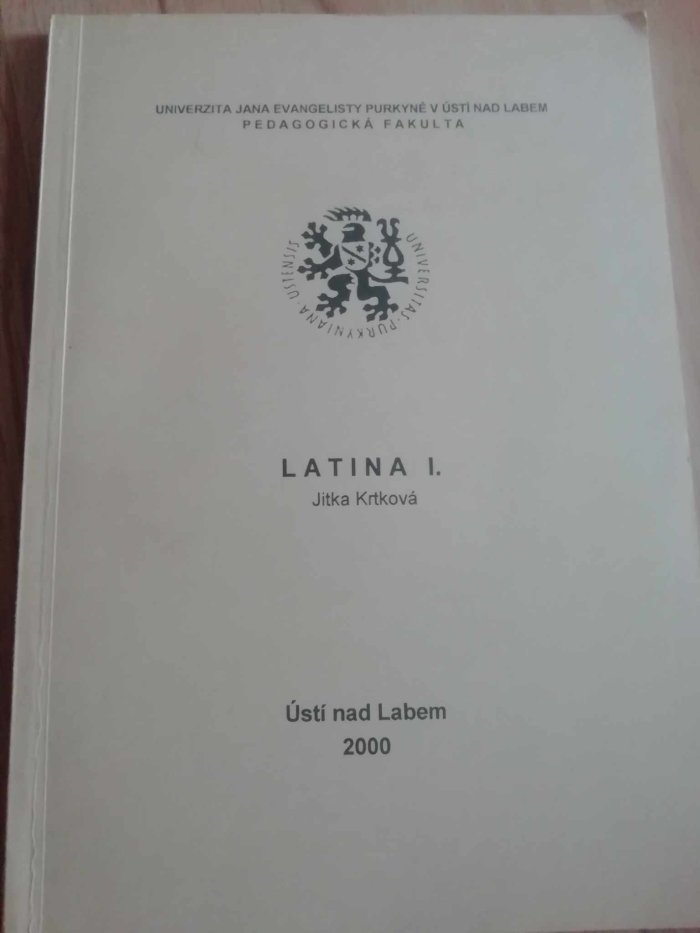 UNIVERZITA JANA EVANGELISTY PURKYNĚ V ÚSTÍ NAD LABEM
PEDAGOGICKÁ FAKULTA
UNIVERSITAS · PURKYNIANA · USTENSIS
LATINA I.
Jitka Krtková
Ústí nad Labem
2000